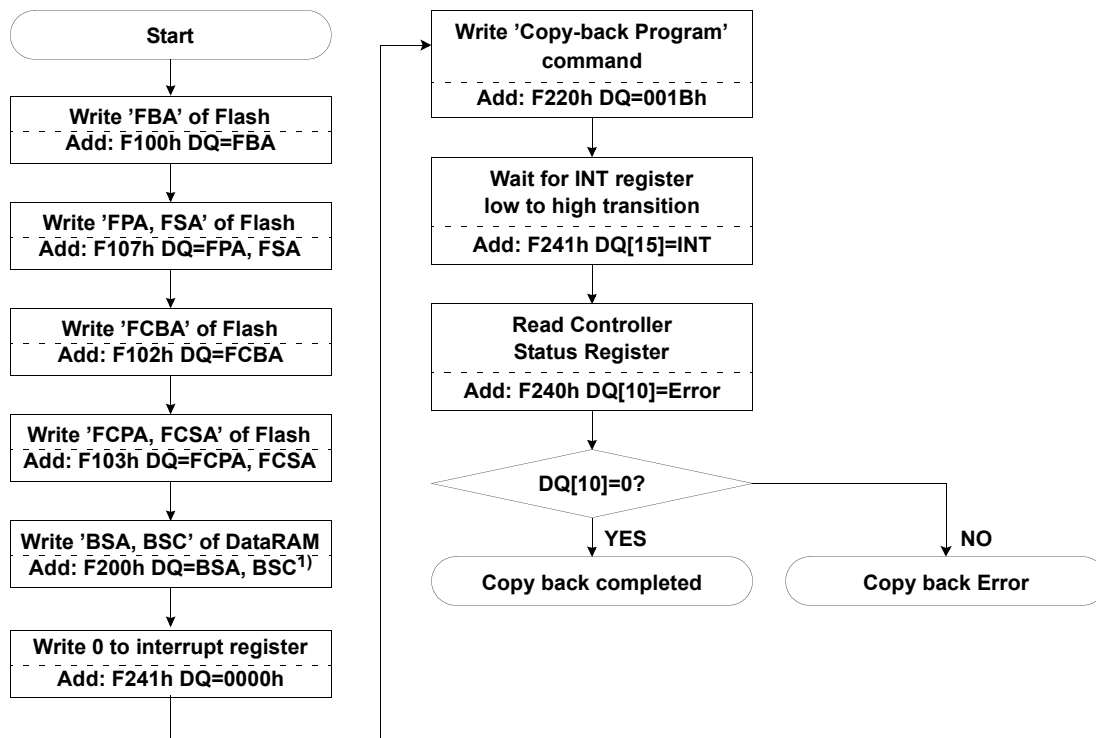 Start
Write ’FBA’ of Flash
Add: F100h DQ=FBA
Write ’FPA, FSA’ of Flash
Add: F107h DQ=FPA, FSA
Write ’FCBA’ of Flash
Add: F102h DQ=FCBA
Write ’FCPA, FCSA’ of Flash
Add: F103h DQ=FCPA, FCSA
Write ’BSA, BSC’ of DataRAM
Add: F200h DQ=BSA, BSC1)
Write 0 to interrupt register
Add: F241h DQ=0000h
Write ’Copy-back Program’
command
Add: F220h DQ=001Bh
Wait for INT register
low to high transition
Add: F241h DQ[15]=INT
Read Controller
Status Register
Add: F240h DQ[10]=Error
DQ[10]=0?
YES
NO
Copy back completed
Copy back Error